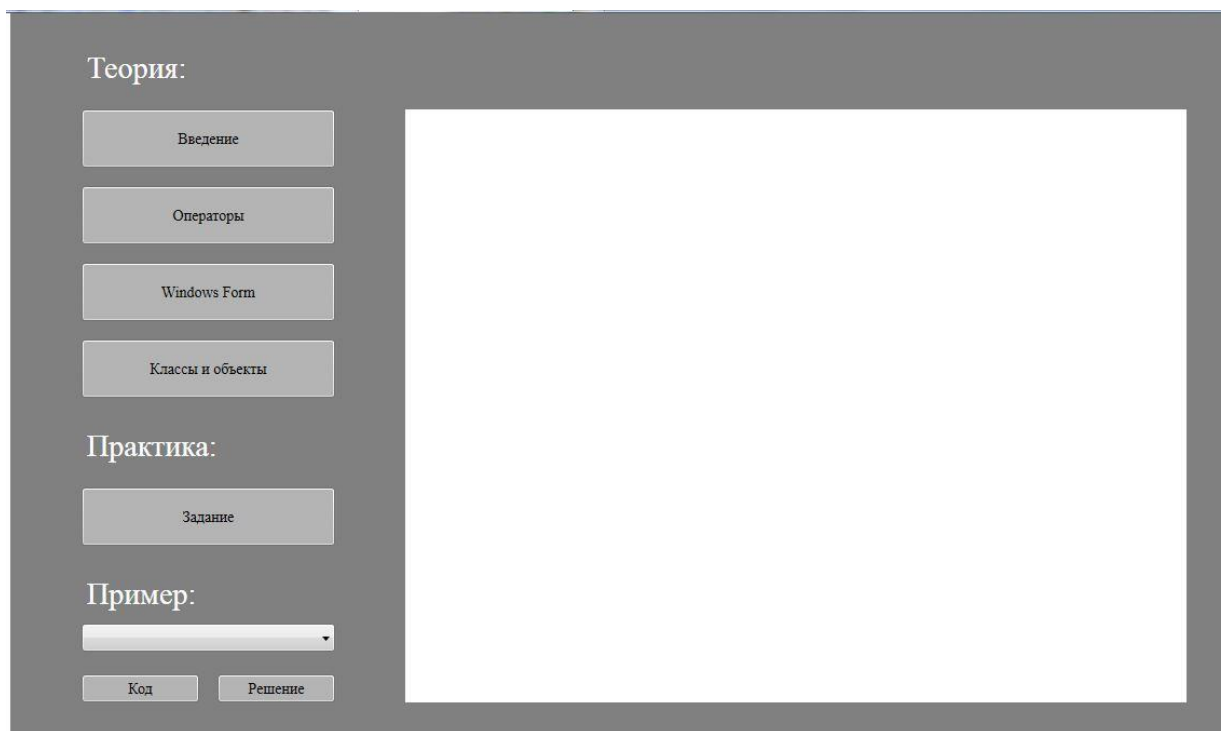 Теория:
Введение
Операторы
Windows Form
Классы и объекты
Практика:
Задание
Пример:
Код
Решение